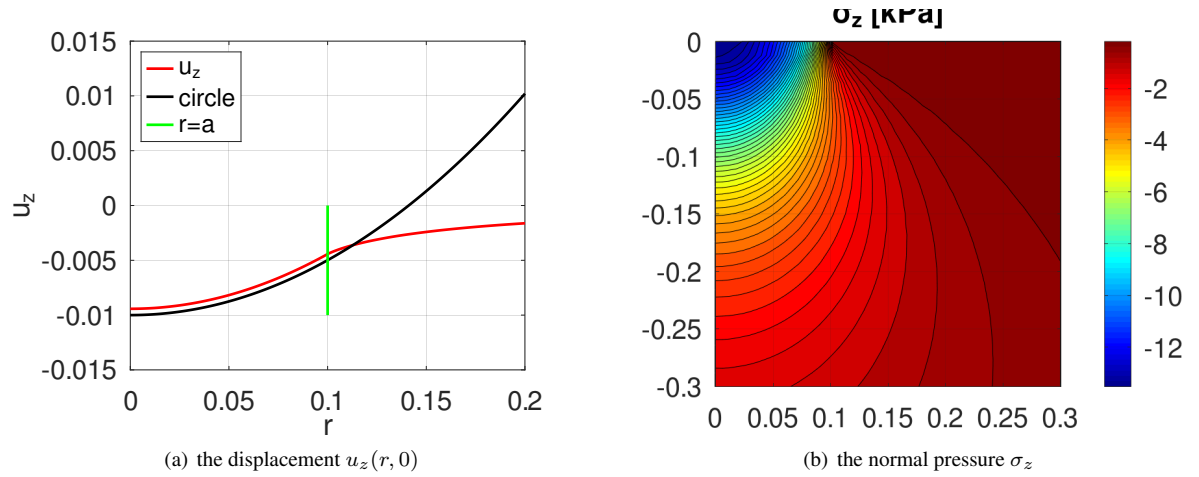 0.015
0.01
0.005
0
-0.005
-0.01
-0.015
u_z
circle
r=a
u_z
0 0.05 0.1 0.15 0.2
r
(a) the displacement u_z(r, 0)
σ_z [kPa]
0
-0.05
-0.1
-0.15
-0.2
-0.25
-0.3
0 0.05 0.1 0.15 0.2 0.25 0.3
-2
-4
-6
-8
-10
-12
(b) the normal pressure σ_z